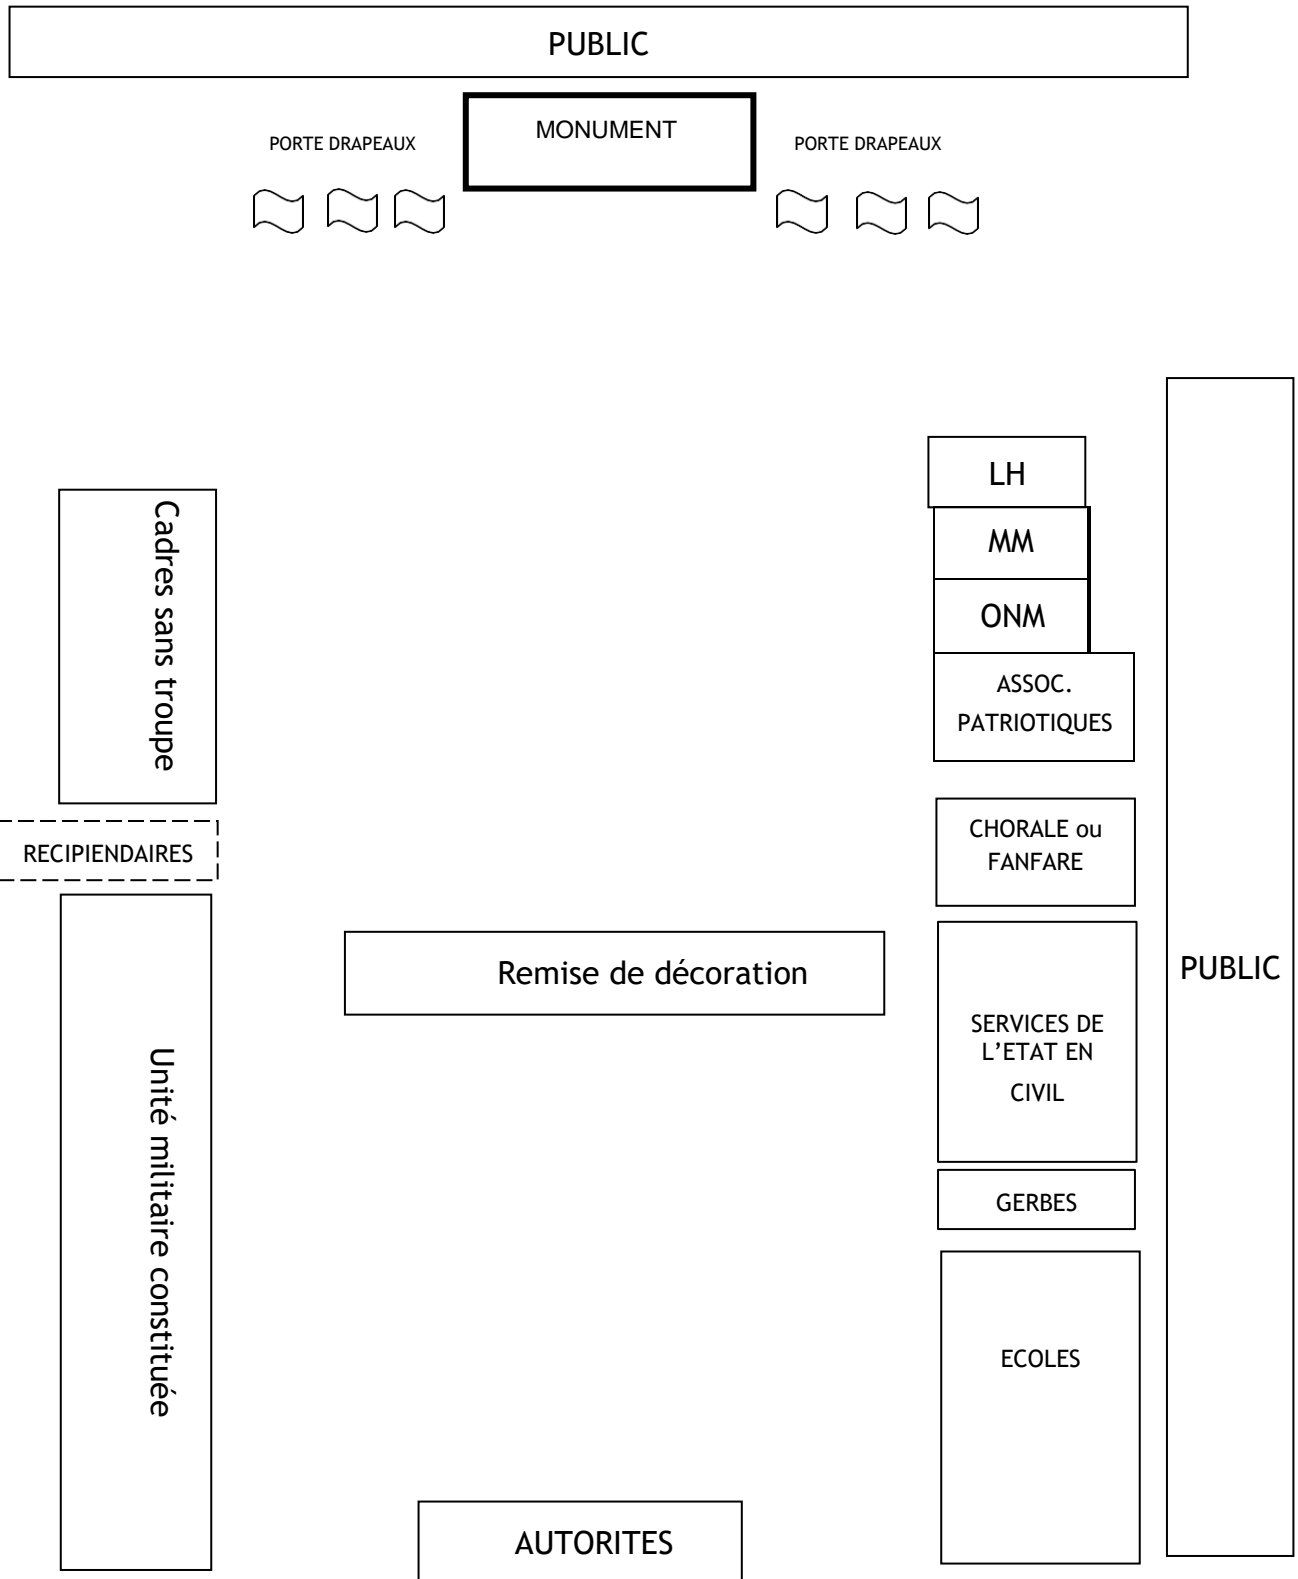 PUBLIC
MONUMENT
PORTE DRAPEAUX
PORTE DRAPEAUX
LH
MM
ONM
ASSOC.
PATRIOTIQUES
Cadres sans troupe
RECIPIENDAIRES
CHORALE ou
FANFARE
Remise de décoration
PUBLIC
SERVICES DE
L’ETAT EN
CIVIL
Unité militaire constituée
GERBES
ECOLES
AUTORITES